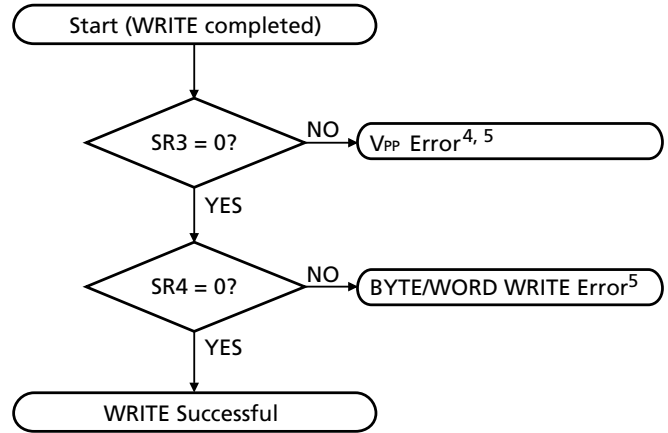 Start (WRITE completed)
SR3 = 0?
NO
VPP Error4, 5
YES
SR4 = 0?
NO
BYTE/WORD WRITE Error5
YES
WRITE Successful